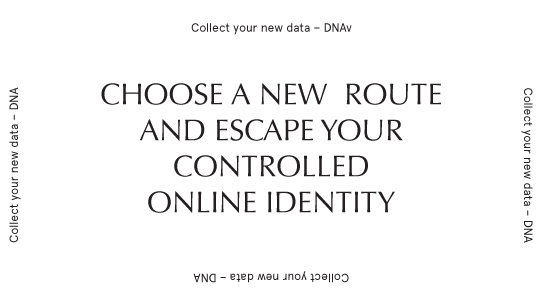 Collect your new data – DNAv
Collect your new data – DNA
CHOOSE A NEW  ROUTE
AND ESCAPE YOUR
CONTROLLED
ONLINE IDENTITY
Collect your new data – DNA
Collect your new data – DNA